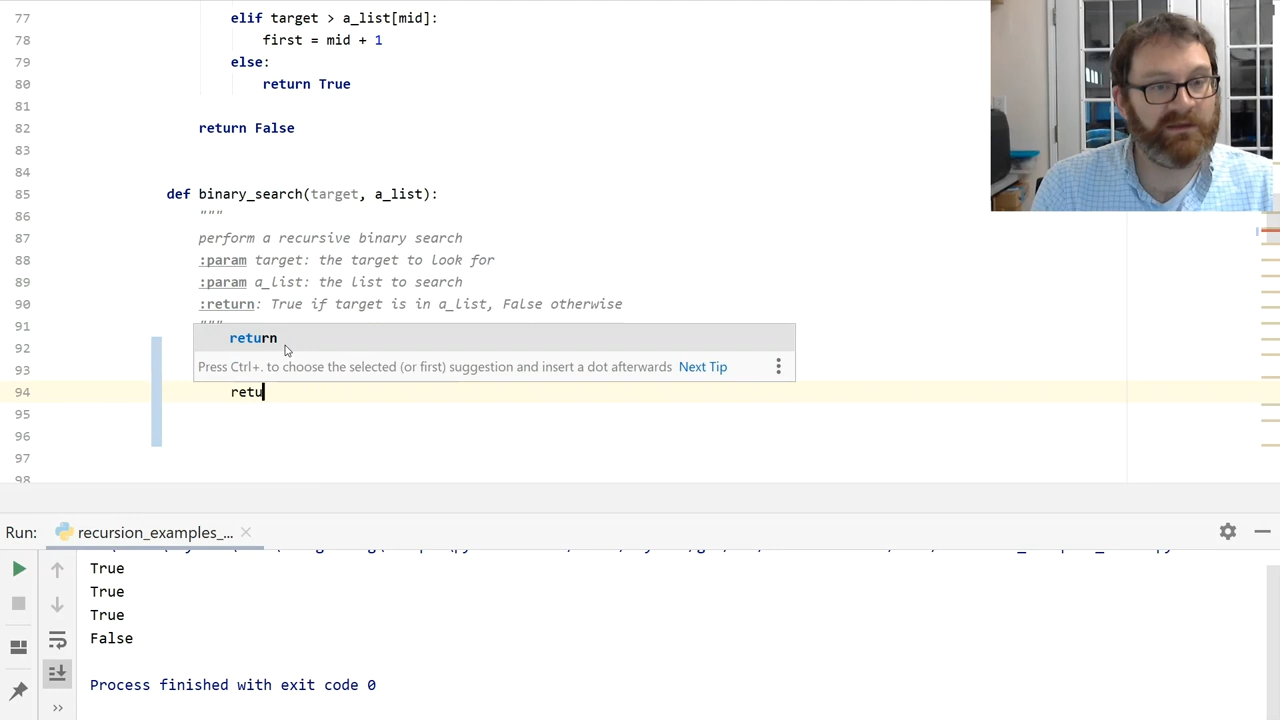 77 elif target > a_list[mid]:
78 first = mid + 1
79 else:
80 return True
81
82 return False
83
84
85 def binary_search(target, a_list):
86 """
87 perform a recursive binary search
88 :param target: the target to look for
89 :param a_list: the list to search
90 :return: True if target is in a_list, False otherwise
91 """
92 return
93 Press Ctrl+. to choose the selected (or first) suggestion and insert a dot afterwards Next Tip
94 retu
95
96
97
98
Run: recursion_examples_...
True
True
True
False
Process finished with exit code 0